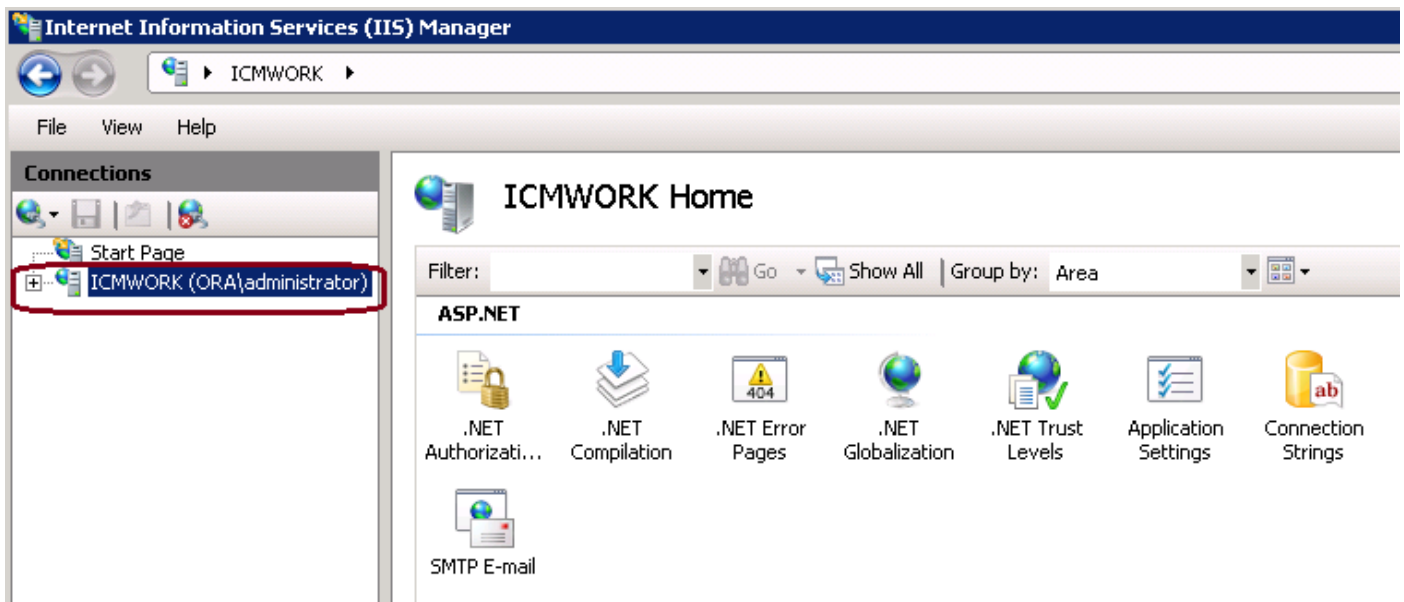 Internet Information Services (IIS) Manager
ICMWORK
File View Help
Connections
Start Page
ICMWORK (ORA\administrator)
ICMWORK Home
Filter: Go Show All Group by: Area
ASP.NET
.NET Authorizati...
.NET Compilation
.NET Error Pages
.NET Globalization
.NET Trust Levels
Application Settings
Connection Strings
404
ab
SMTP E-mail